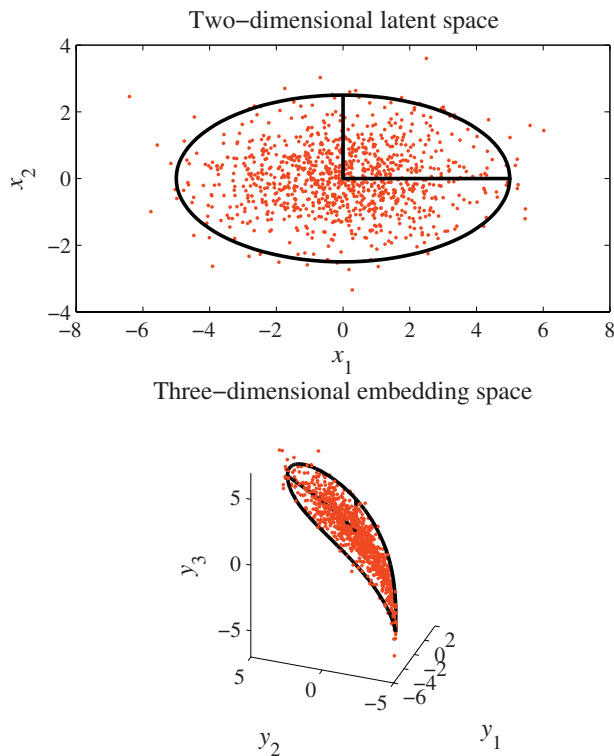 Two−dimensional latent space
4
2
0
−2
−4
x2
−8 −6 −4 −2 0 2 4 6 8
x1
Three−dimensional embedding space
5
0
−5
y3
5 0 −5
y2
−6 −4 −2 0 2
y1